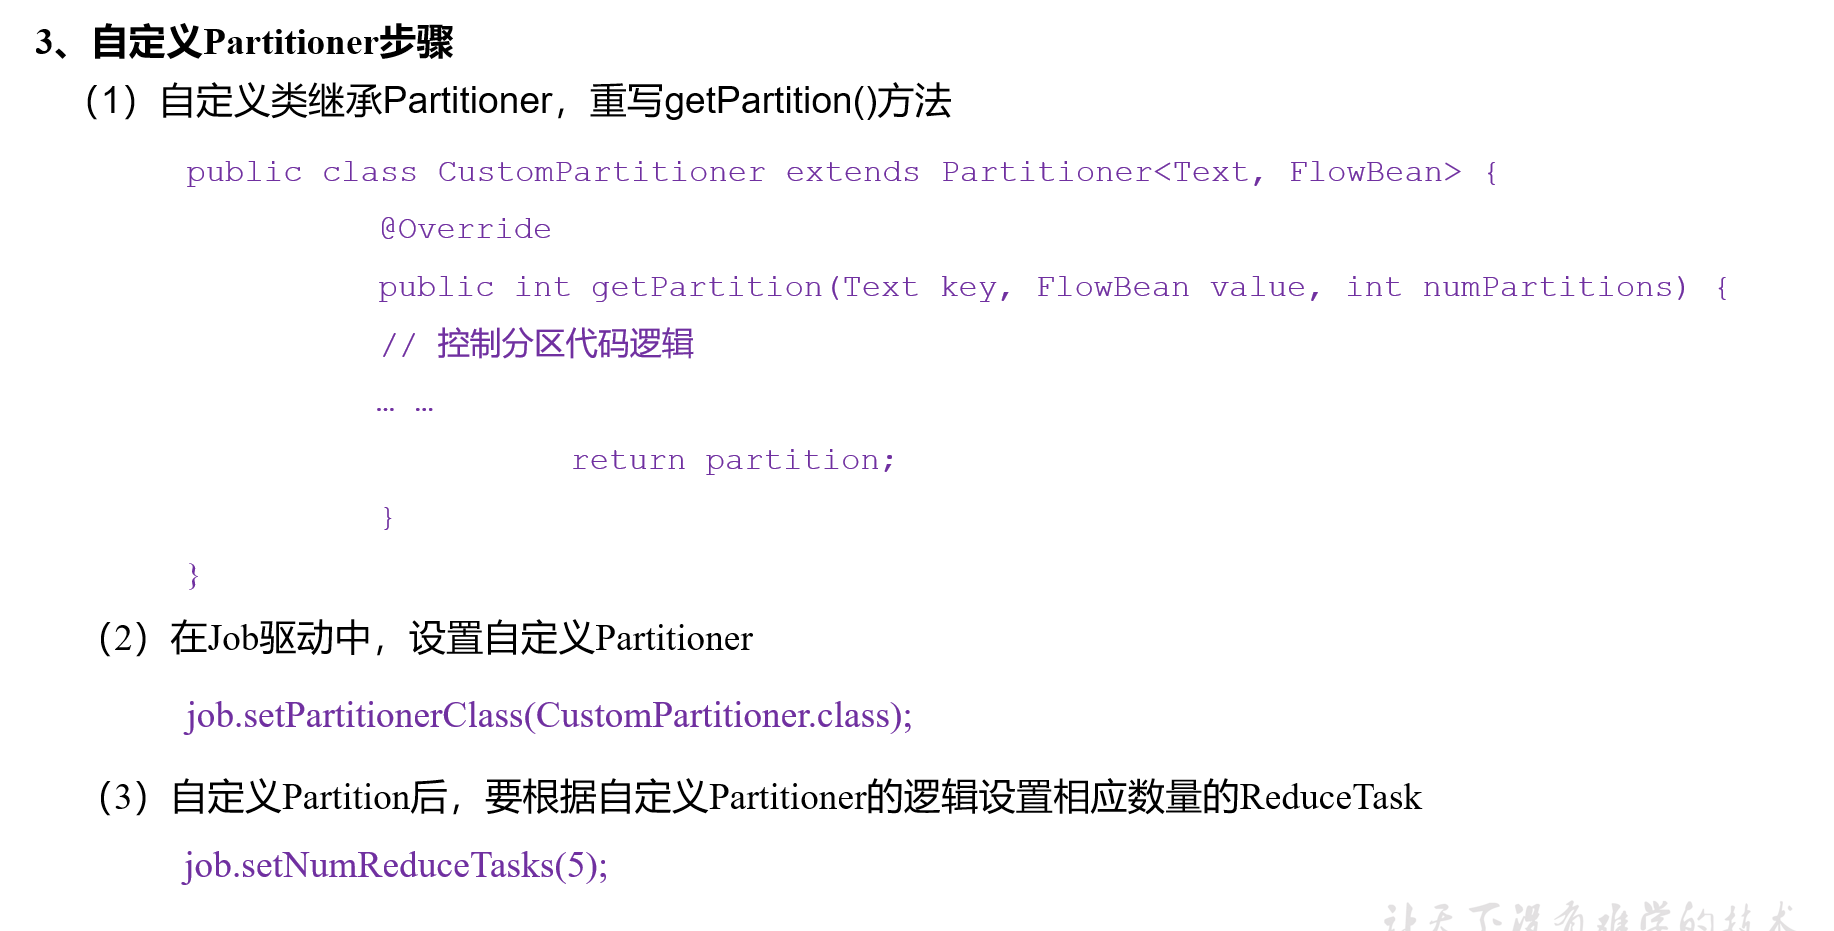 3、自定义Partitioner步骤
（1）自定义类继承Partitioner，重写getPartition()方法
public class CustomPartitioner extends Partitioner<Text, FlowBean> {
@Override
public int getPartition(Text key, FlowBean value, int numPartitions) {
// 控制分区代码逻辑
… …
return partition;
}
}
（2）在Job驱动中，设置自定义Partitioner
job.setPartitionerClass(CustomPartitioner.class);
（3）自定义Partition后，要根据自定义Partitioner的逻辑设置相应数量的ReduceTask
job.setNumReduceTasks(5);
让天下没有难学的技术